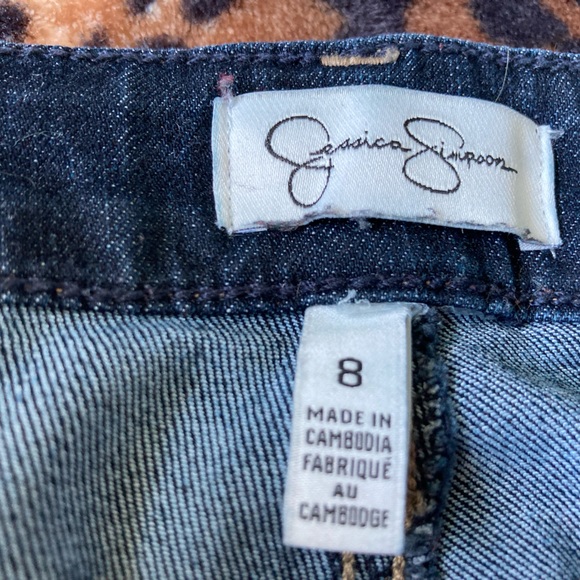 Jessica Simpson
8
MADE IN
CAMBODIA
FABRIQUÉ
AU
CAMBODGE